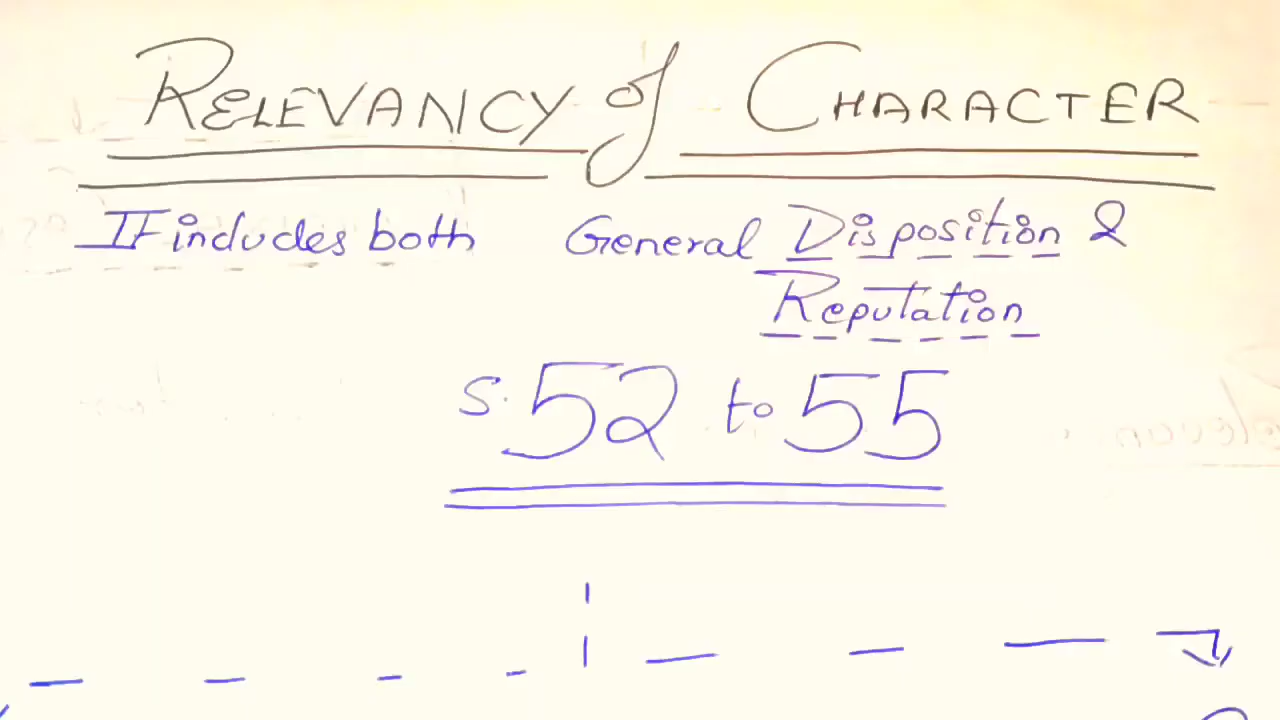 RELEVANCY of CHARACTER
IT includes both General Disposition &
Reputation
S. 52 to 55